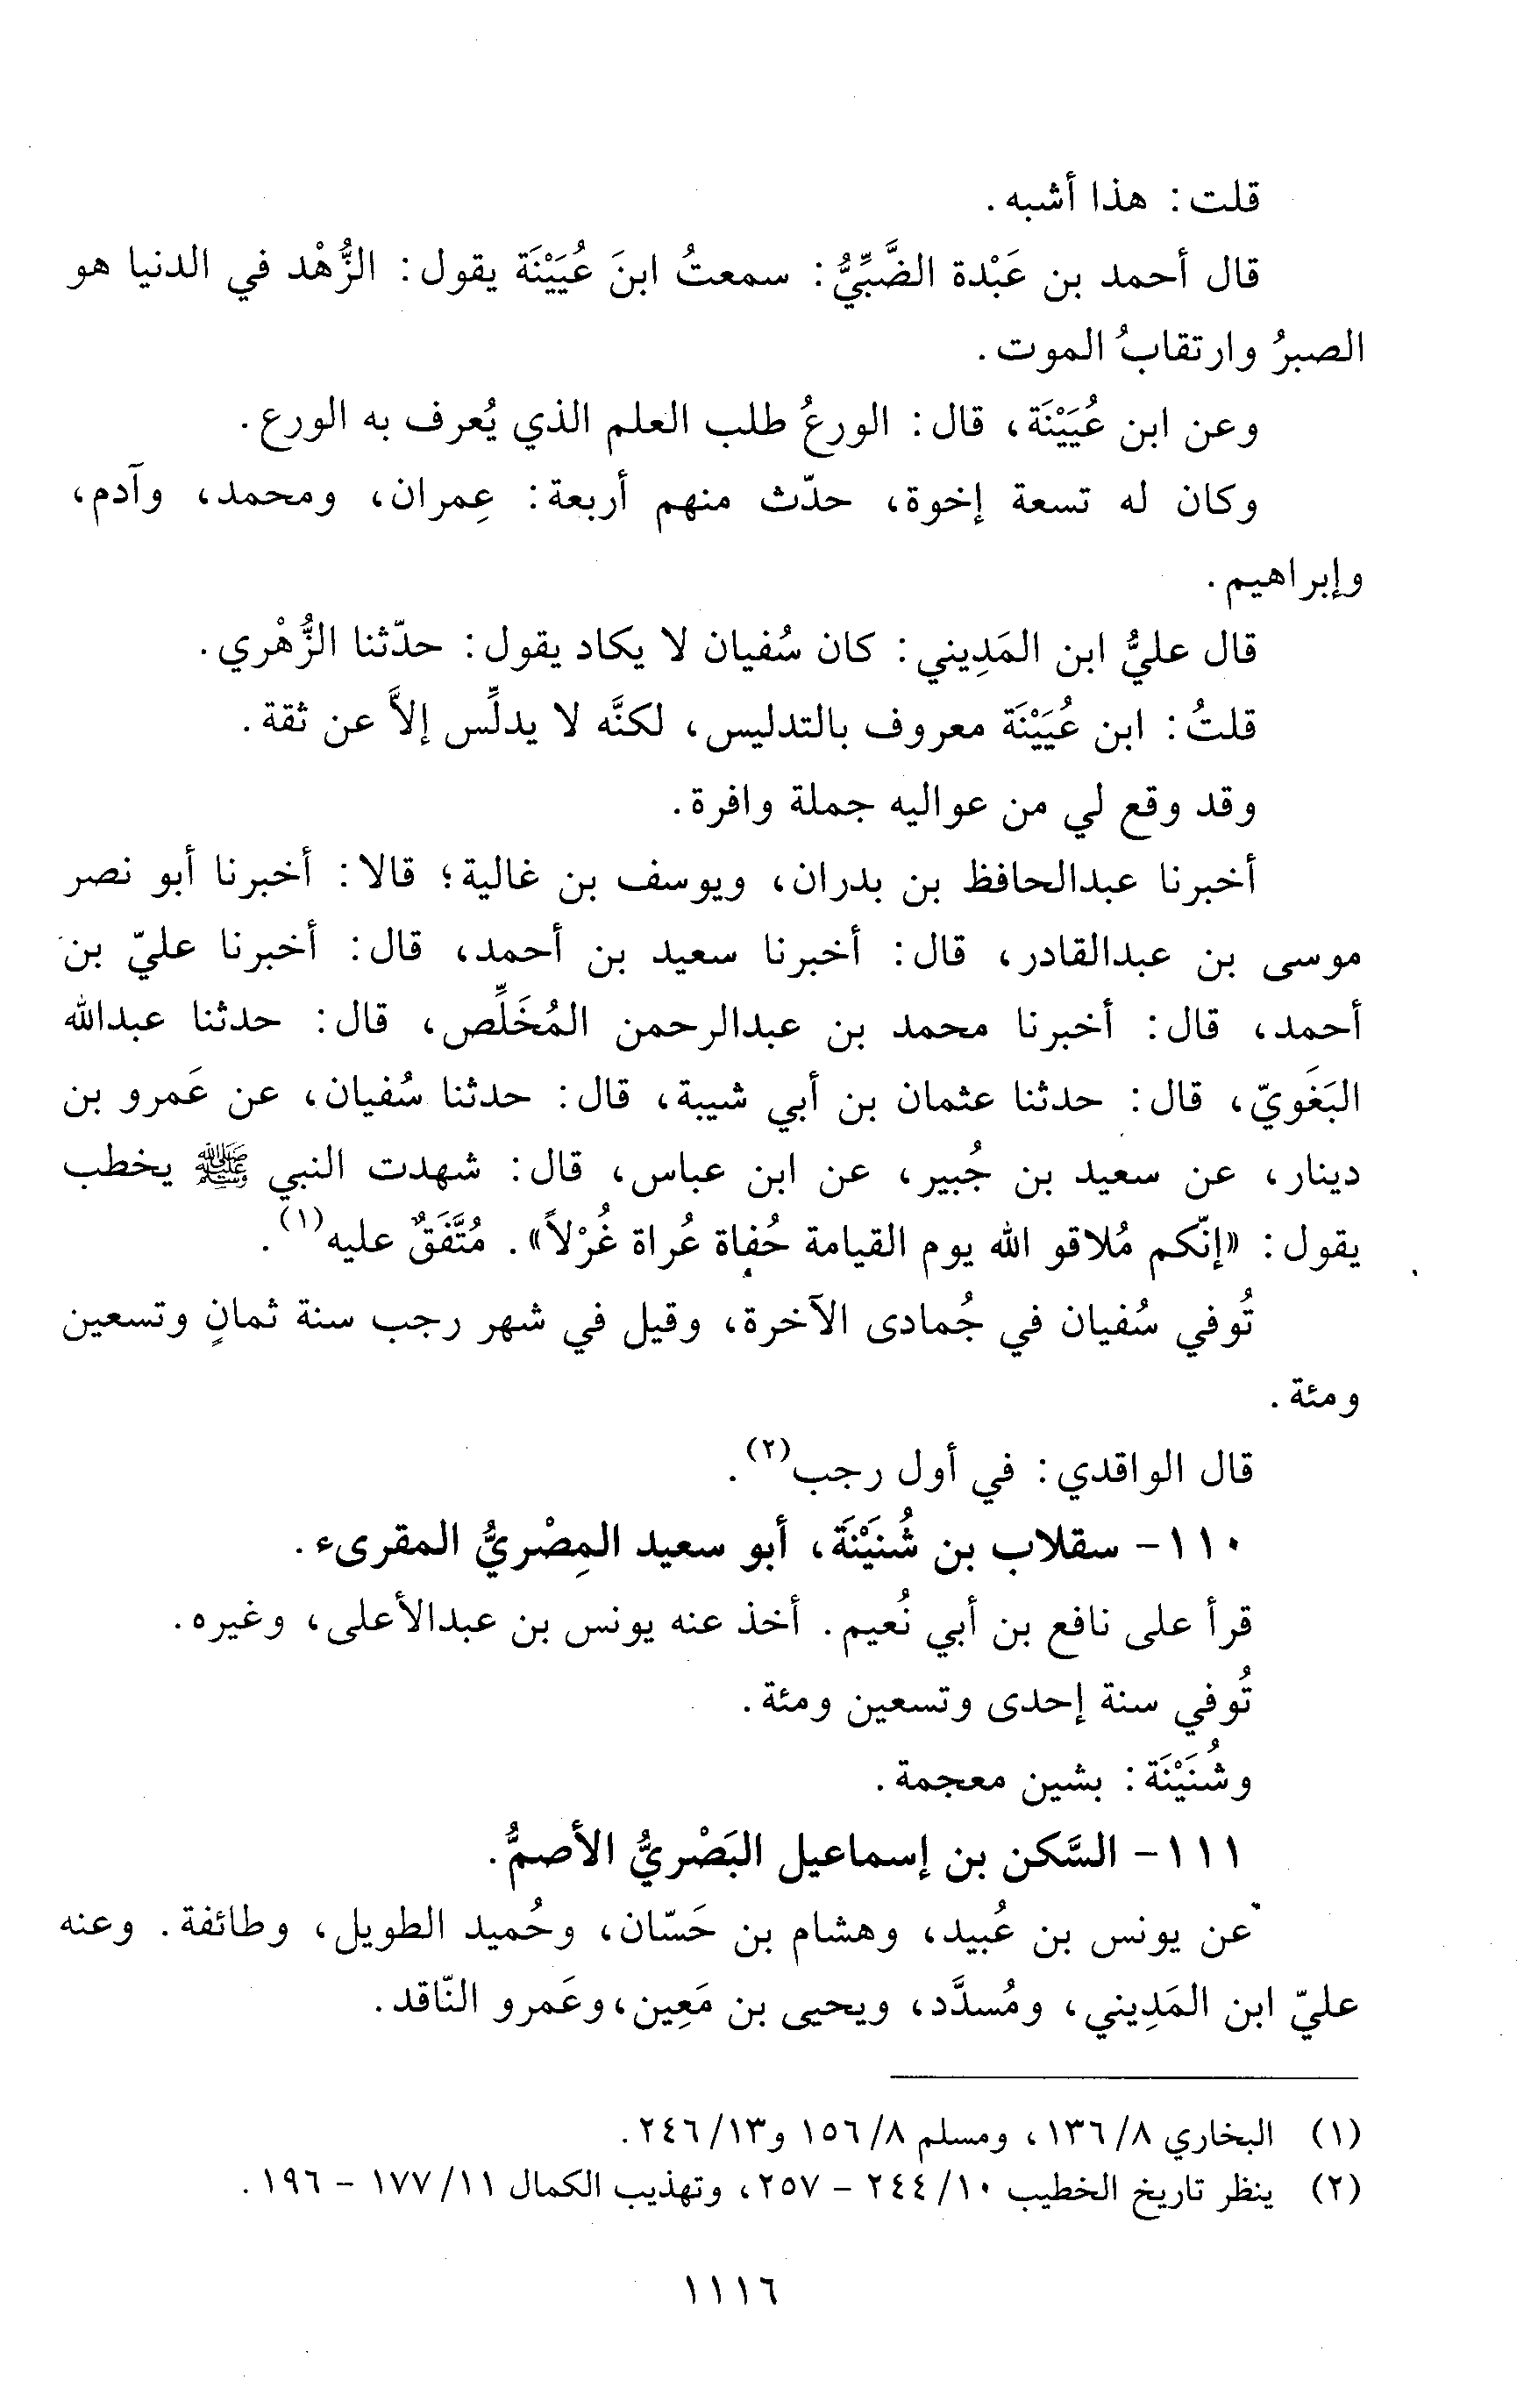 قلت: هذا أشبه.
قال أحمد بن عَبْدة الضَّبِّيُّ: سمعتُ ابنَ عُيَيْنَة يقول: الزُّهْد في الدنيا هو
الصبرُ وارتقابُ الموت.
وعن ابن عُيَيْنَة، قال: الورعُ طلب العلم الذي يُعرف به الورع.
وكان له تسعة إخوة، حدّث منهم أربعة: عِمران، ومحمد، وآدم،
وإبراهيم.
قال عليُّ ابن المَدِيني: كان سُفيان لا يكاد يقول: حدّثنا الزُّهْري.
قلتُ: ابن عُيَيْنَة معروف بالتدليس، لكنَّه لا يدلِّس إلاَّ عن ثقة.
وقد وقع لي من عواليه جملة وافرة.
أخبرنا عبدالحافظ بن بدران، ويوسف بن غالية؛ قالا: أخبرنا أبو نصر
موسى بن عبدالقادر، قال: أخبرنا سعيد بن أحمد، قال: أخبرنا عليّ بن
أحمد، قال: أخبرنا محمد بن عبدالرحمن المُخَلِّص، قال: حدثنا عبدالله
البَغَويّ، قال: حدثنا عثمان بن أبي شيبة، قال: حدثنا سُفيان، عن عَمرو بن
دينار، عن سعيد بن جُبير، عن ابن عباس، قال: شهدت النبي ﷺ يخطب
يقول: «إنّكم مُلاقو الله يوم القيامة حُفاة عُراة غُرْلاً». مُتَّفَقٌ عليه(١).
تُوفي سُفيان في جُمادى الآخرة، وقيل في شهر رجب سنة ثمانٍ وتسعين
ومئة.
قال الواقدي: في أول رجب(٢).
١١٠- سقلاب بن شُنَيْنَة، أبو سعيد المِصْريُّ المقرىء.
قرأ على نافع بن أبي نُعيم. أخذ عنه يونس بن عبدالأعلى، وغيره.
تُوفي سنة إحدى وتسعين ومئة.
وشُنَيْنَة: بشين معجمة.
١١١- السَّكن بن إسماعيل البَصْريُّ الأصمُّ.
عن يونس بن عُبيد، وهشام بن حَسّان، وحُميد الطويل، وطائفة. وعنه
عليّ ابن المَدِيني، ومُسدَّد، ويحيى بن مَعِين، وعَمرو النّاقد.
(١) البخاري ٨/ ١٣٦، ومسلم ٨/ ١٥٦ و١٣/ ٢٤٦.
(٢) ينظر تاريخ الخطيب ١٠/ ٢٤٤ - ٢٥٧، وتهذيب الكمال ١١/ ١٧٧ - ١٩٦.
١١١٦